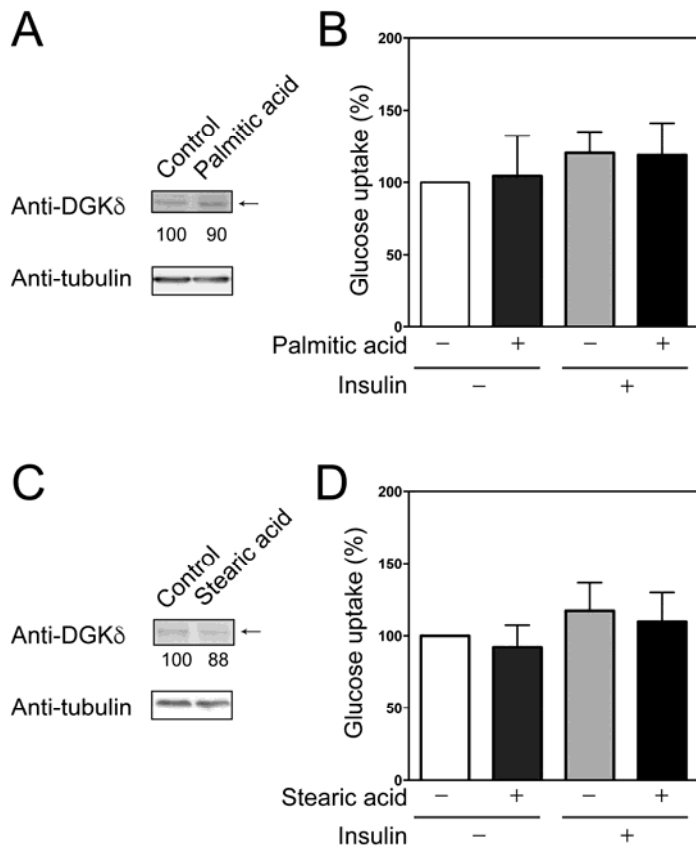 A
Control
Palmitic acid
Anti-DGKδ
100 90
Anti-tubulin
B
Glucose uptake (%)
200
150
100
50
0
Palmitic acid − + − +
Insulin − +
C
Control
Stearic acid
Anti-DGKδ
100 88
Anti-tubulin
D
Glucose uptake (%)
200
150
100
50
0
Stearic acid − + − +
Insulin − +